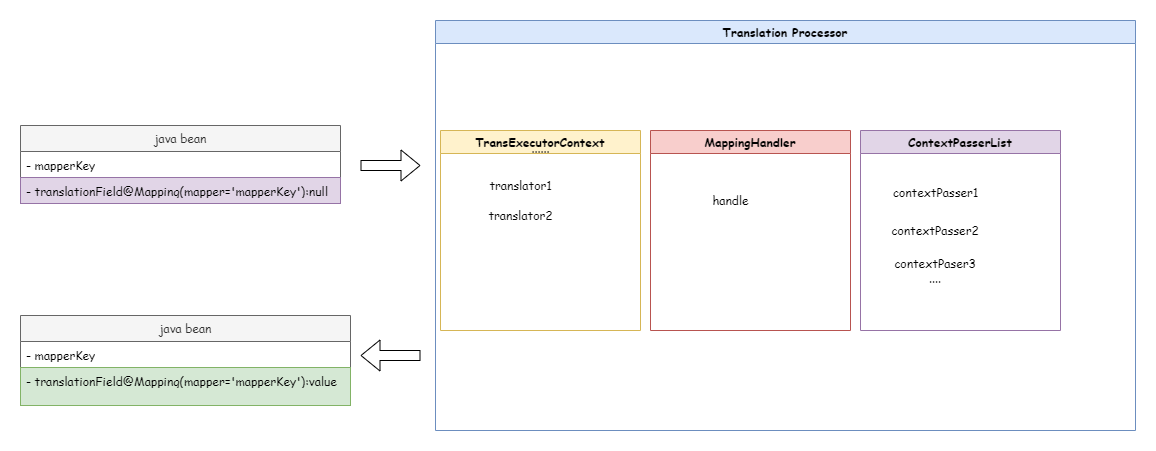 Translation Processor
java bean
- mapperKey
- translationField@Mapping(mapper='mapperKey'):null
TransExecutorContext
......
translator1
translator2
MappingHandler
handle
ContextPasserList
contextPasser1
contextPasser2
contextPaser3
....
java bean
- mapperKey
- translationField@Mapping(mapper='mapperKey'):value